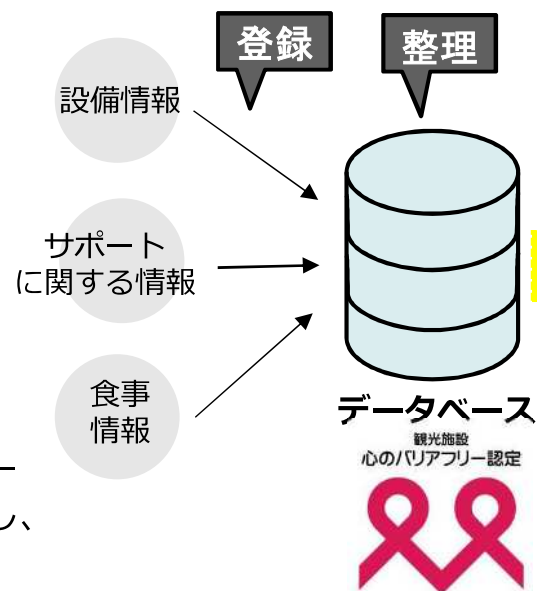 登録
整理
設備情報
サポート
に関する情報
食事
情報
データベース
観光施設
心のバリアフリー認定
ー
し、